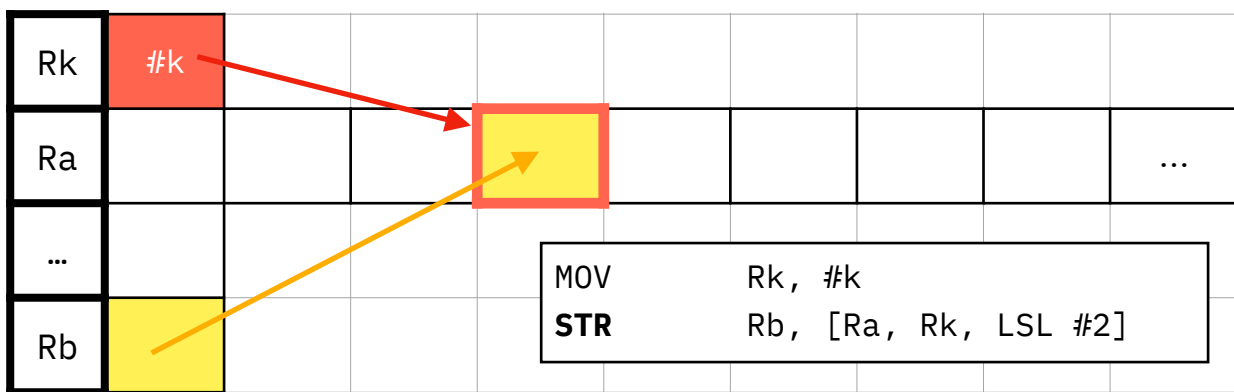 Rk #k
Ra …
…
MOV Rk, #k
STR Rb, [Ra, Rk, LSL #2]
Rb